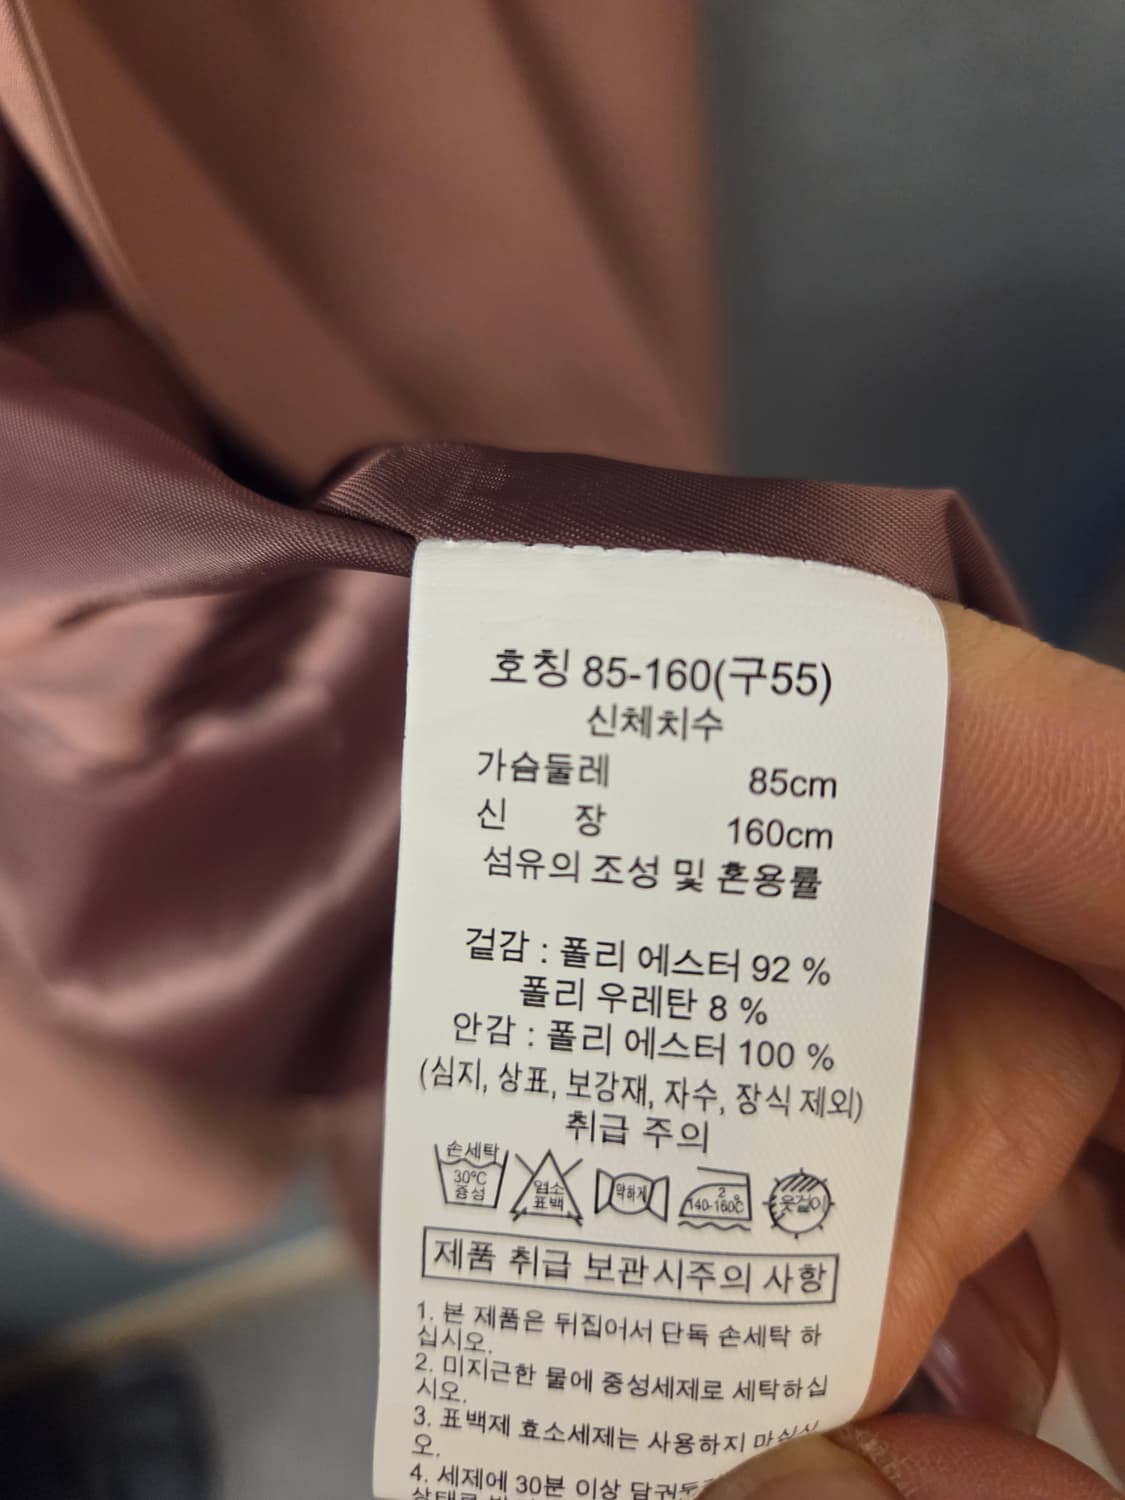 호칭 85-160(구55)
신체치수
가슴둘레 85cm
신 장 160cm
섬유의 조성 및 혼용률
겉감 : 폴리 에스터 92 %
폴리 우레탄 8 %
안감 : 폴리 에스터 100 %
(심지, 상표, 보강재, 자수, 장식 제외)
취급 주의
손세탁
30℃
중성
염소
표백
약하게
2
140-160℃
옷걸이
제품 취급 보관시주의 사항
1. 본 제품은 뒤집어서 단독 손세탁 하
십시오.
2. 미지근한 물에 중성세제로 세탁하십
시오.
3. 표백제 효소세제는 사용하지
오.
4. 세제에 30분 이상